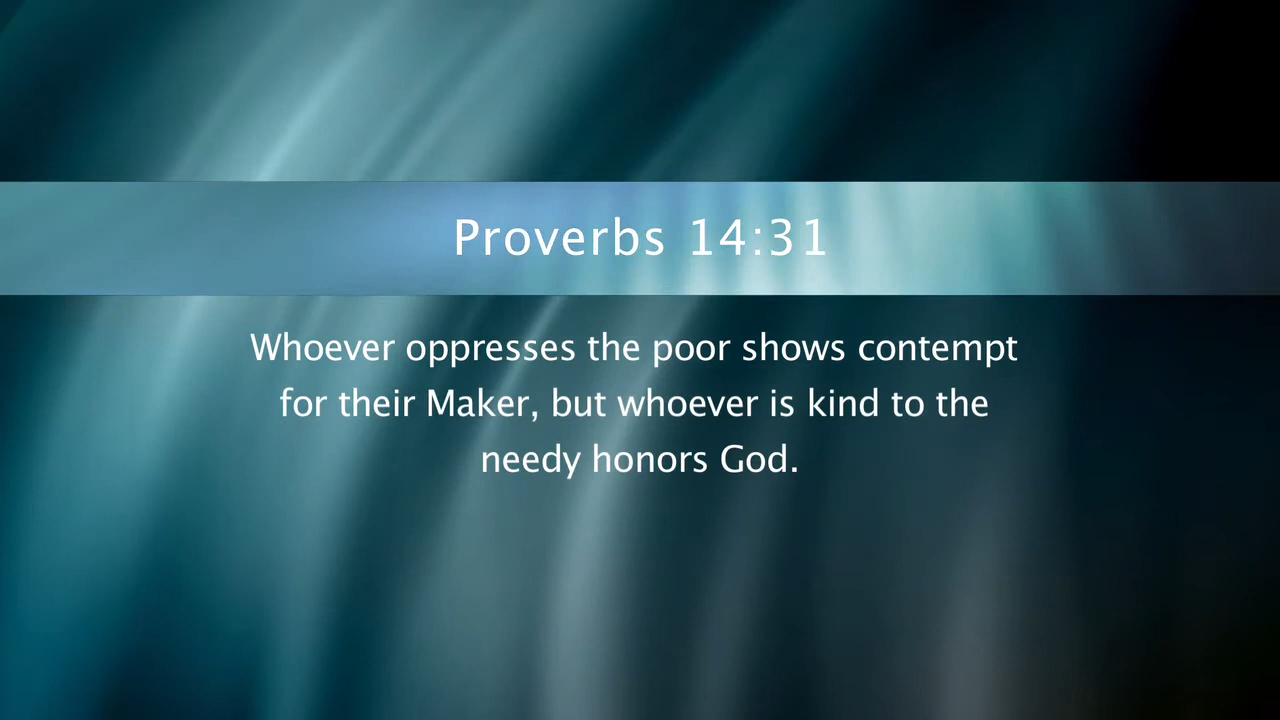 Proverbs 14:31
Whoever oppresses the poor shows contempt
for their Maker, but whoever is kind to the
needy honors God.